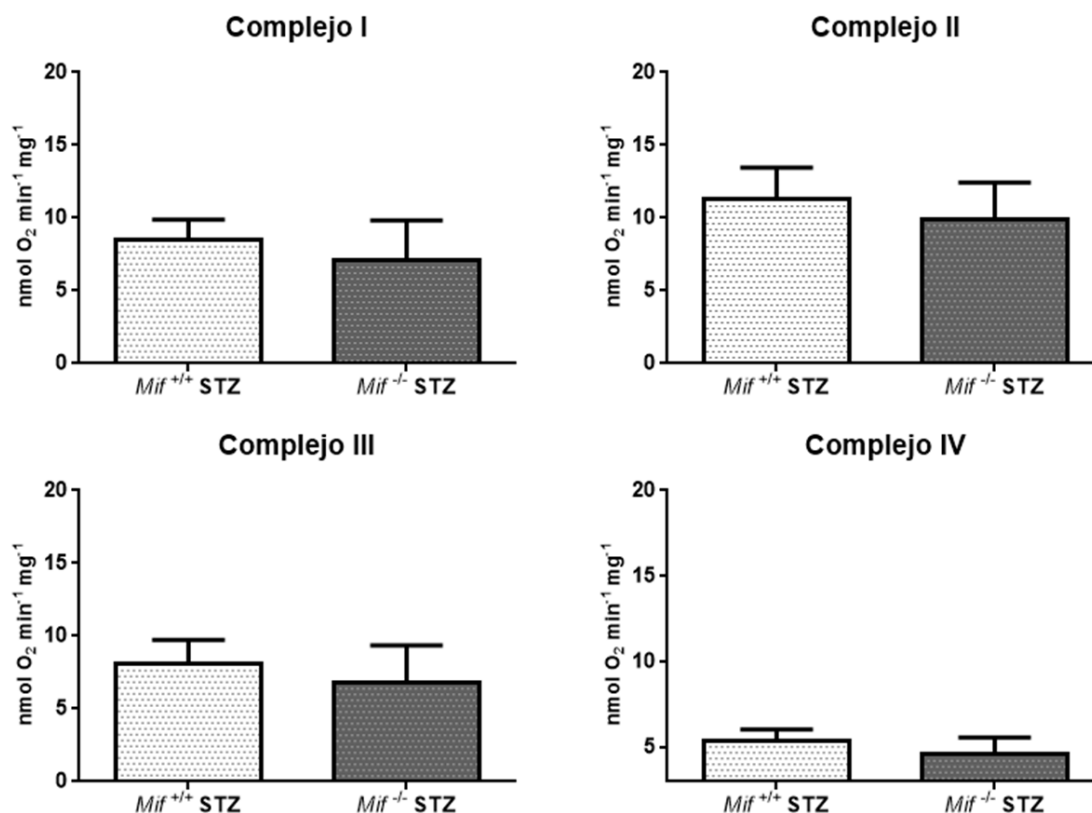 Complejo I
20
15
10
5
0
nmol O₂ min⁻¹ mg⁻¹
Mif ⁺/⁺ STZ
Mif ⁻/⁻ STZ
Complejo II
20
15
10
5
0
nmol O₂ min⁻¹ mg⁻¹
Mif ⁺/⁺ STZ
Mif ⁻/⁻ STZ
Complejo III
20
15
10
5
0
nmol O₂ min⁻¹ mg⁻¹
Mif ⁺/⁺ STZ
Mif ⁻/⁻ STZ
Complejo IV
20
15
10
5
nmol O₂ min⁻¹ mg⁻¹
Mif ⁺/⁺ STZ
Mif ⁻/⁻ STZ